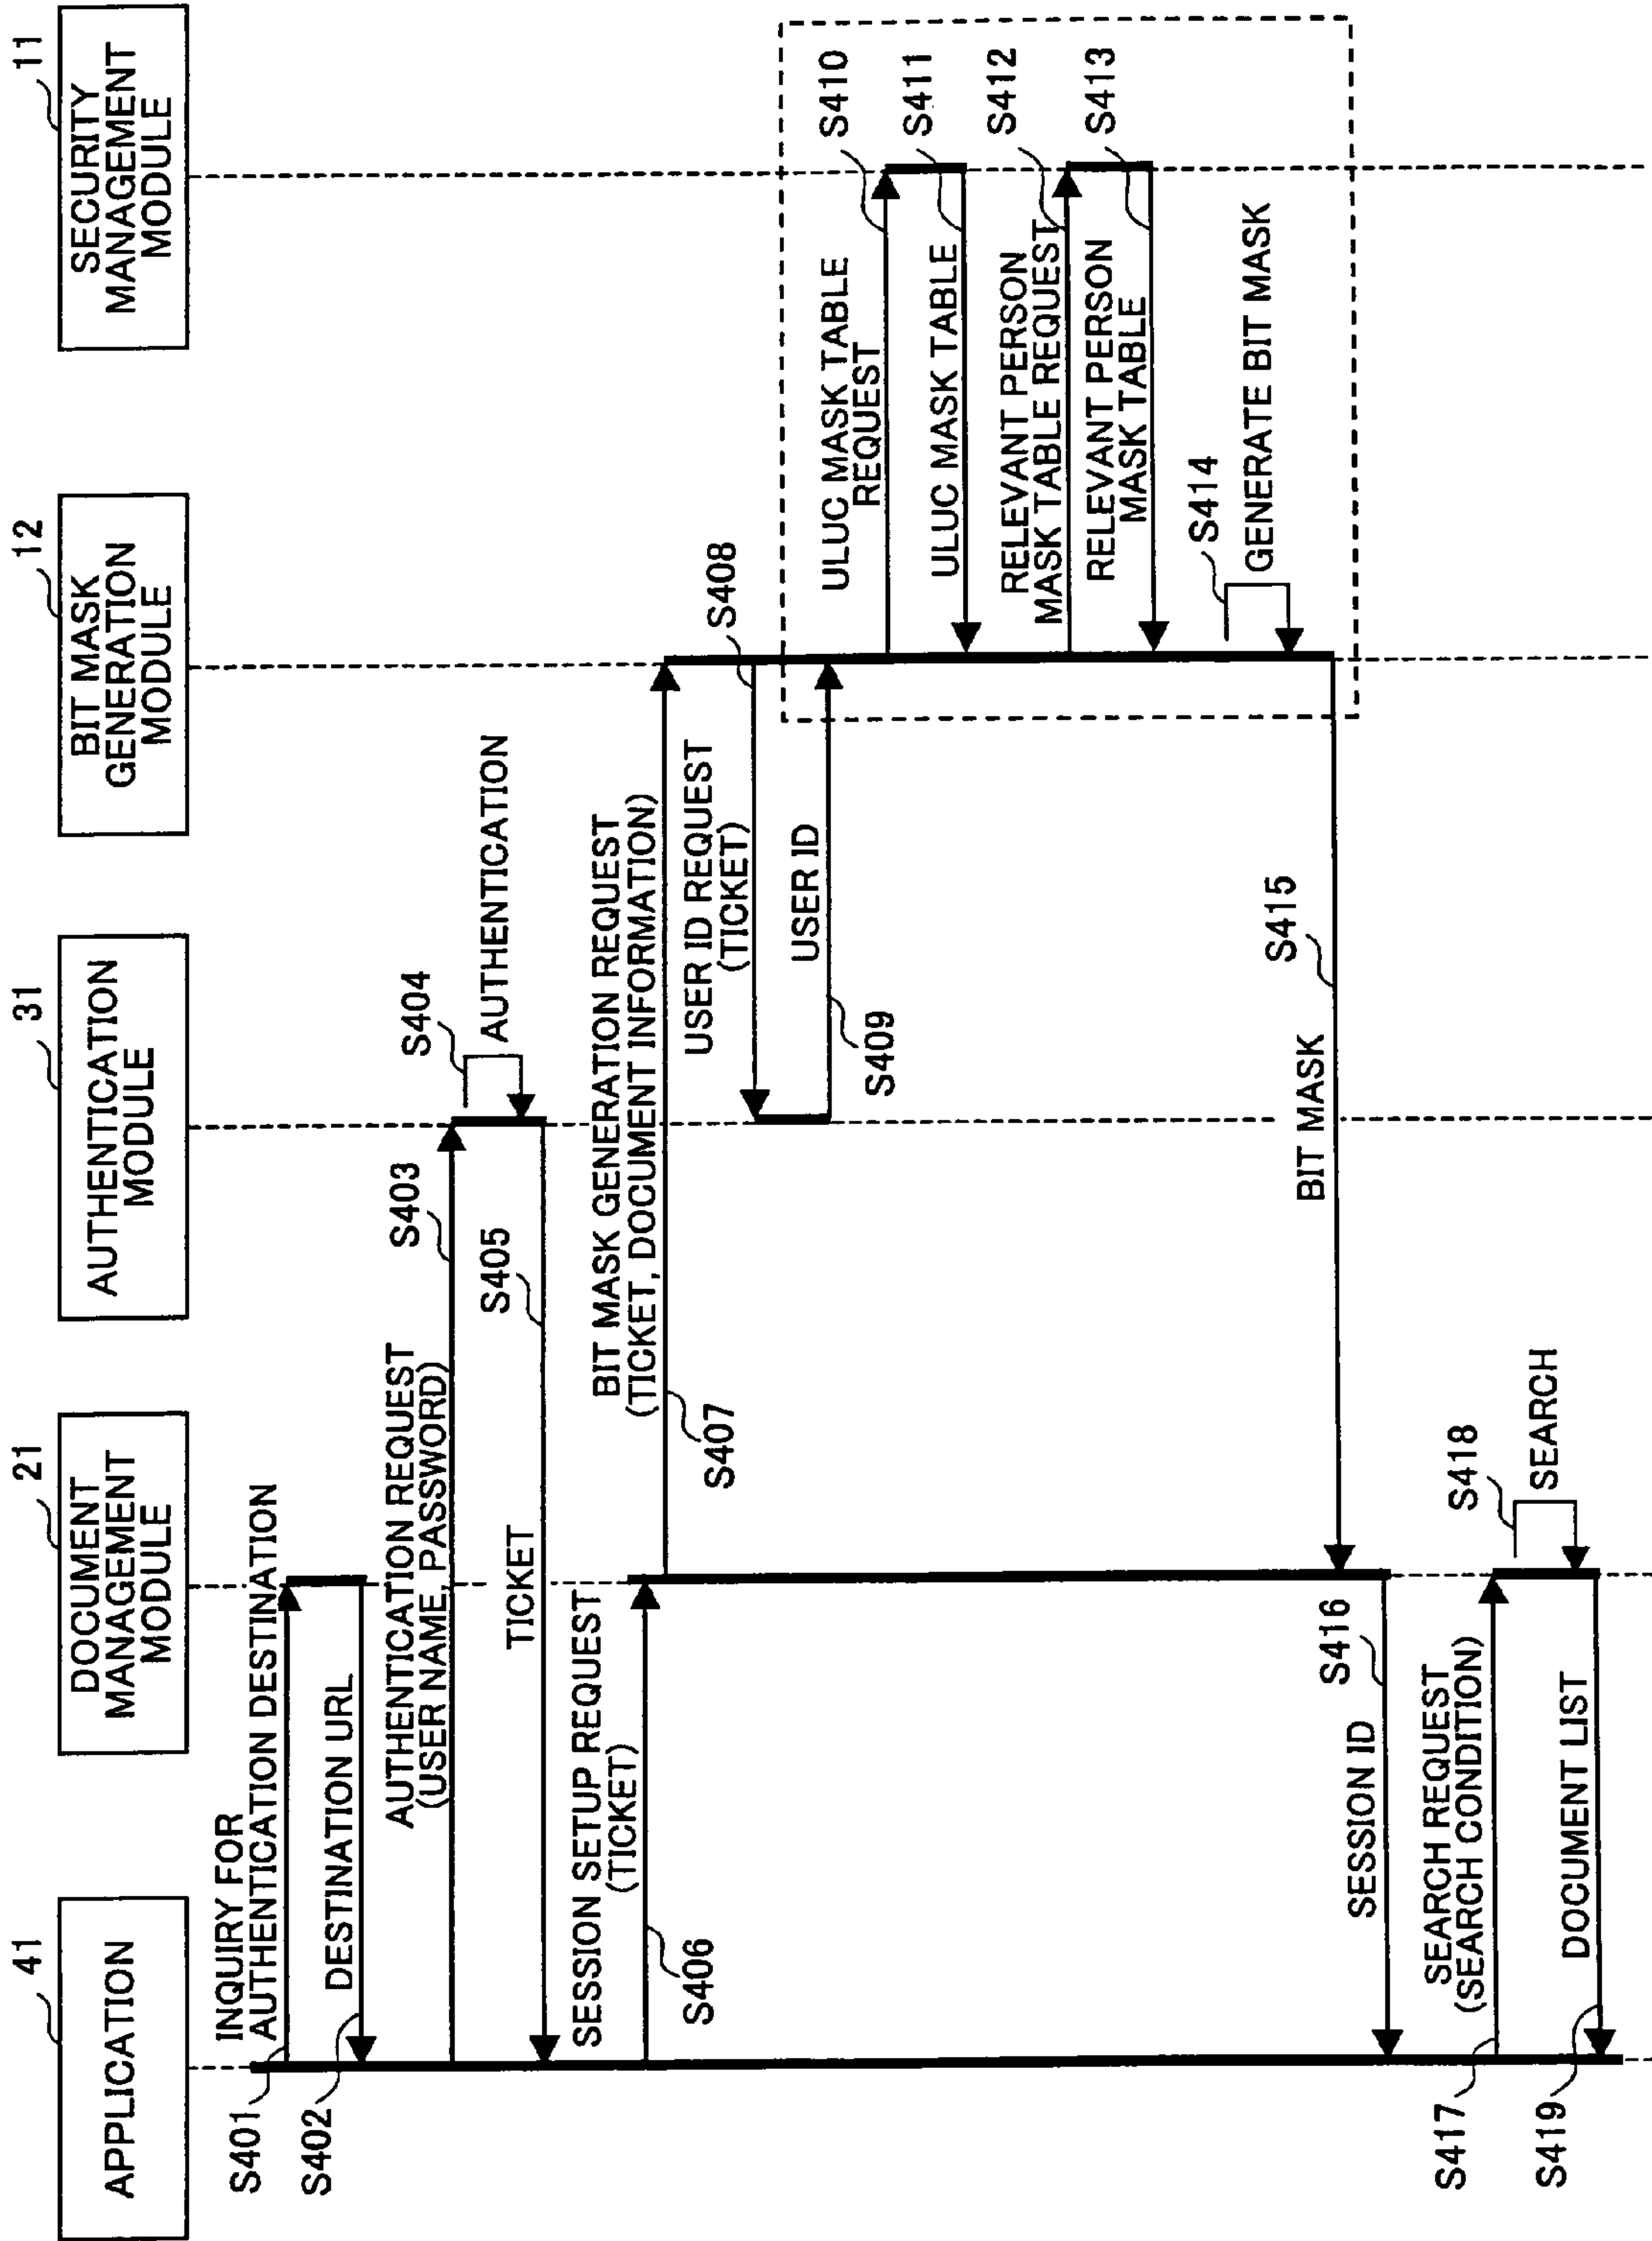 41
APPLICATION
21
DOCUMENT
MANAGEMENT
MODULE
31
AUTHENTICATION
MODULE
12
BIT MASK
GENERATION
MODULE
11
SECURITY
MANAGEMENT
MODULE
S401
INQUIRY FOR
AUTHENTICATION DESTINATION
S402
DESTINATION URL
AUTHENTICATION REQUEST
(USER NAME, PASSWORD)
S403
S404
AUTHENTICATION
TICKET
S405
SESSION SETUP REQUEST
(TICKET)
S406
BIT MASK GENERATION REQUEST
(TICKET, DOCUMENT INFORMATION)
S407
USER ID REQUEST
(TICKET)
S408
USER ID
S409
ULUC MASK TABLE
REQUEST
S410
ULUC MASK TABLE
S411
RELEVANT PERSON
MASK TABLE REQUEST
S412
RELEVANT PERSON
MASK TABLE
S413
S414
GENERATE BIT MASK
BIT MASK
S415
SESSION ID
S416
S417
SEARCH REQUEST
(SEARCH CONDITION)
S418
SEARCH
S419
DOCUMENT LIST